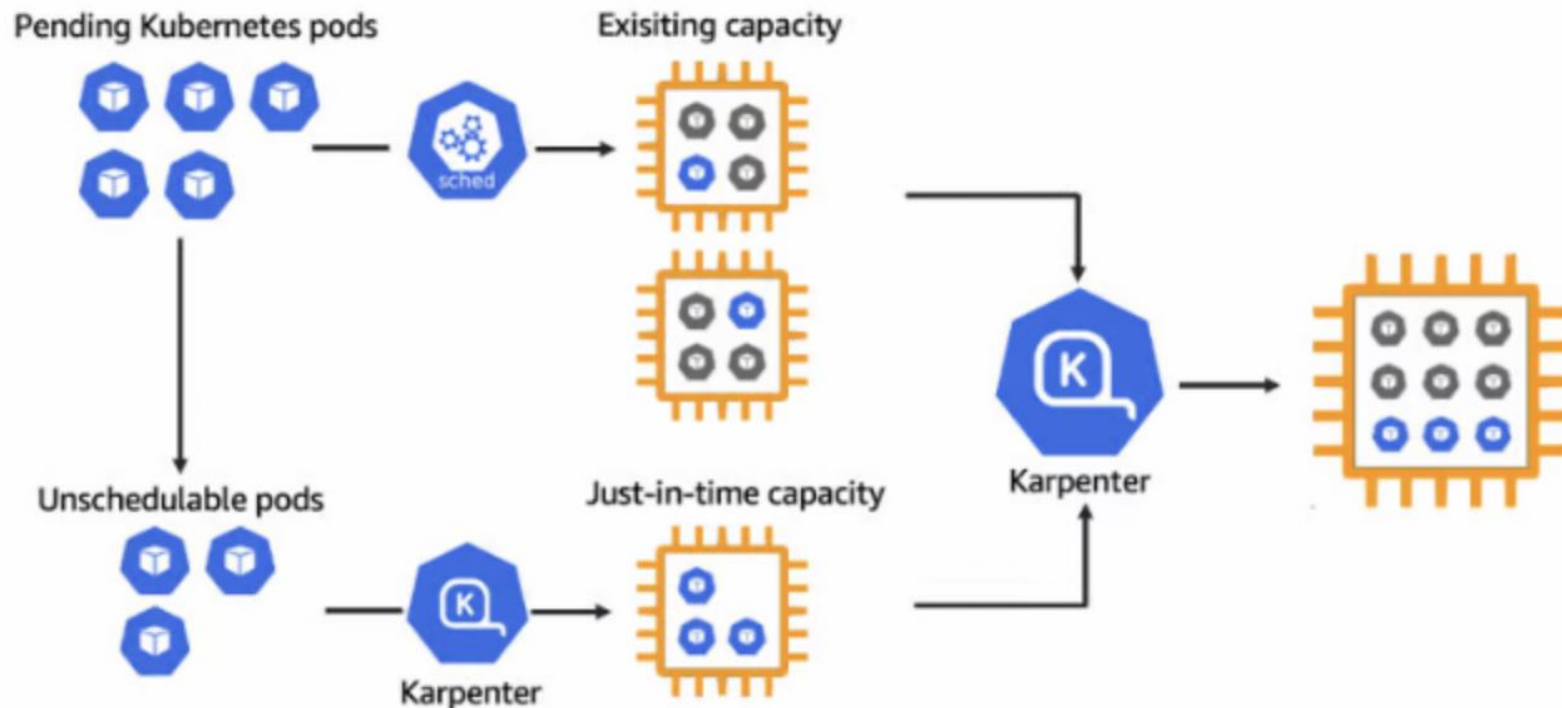 Pending Kubernetes pods
Exisiting capacity
sched
K
Karpenter
Unschedulable pods
Just-in-time capacity
K
Karpenter